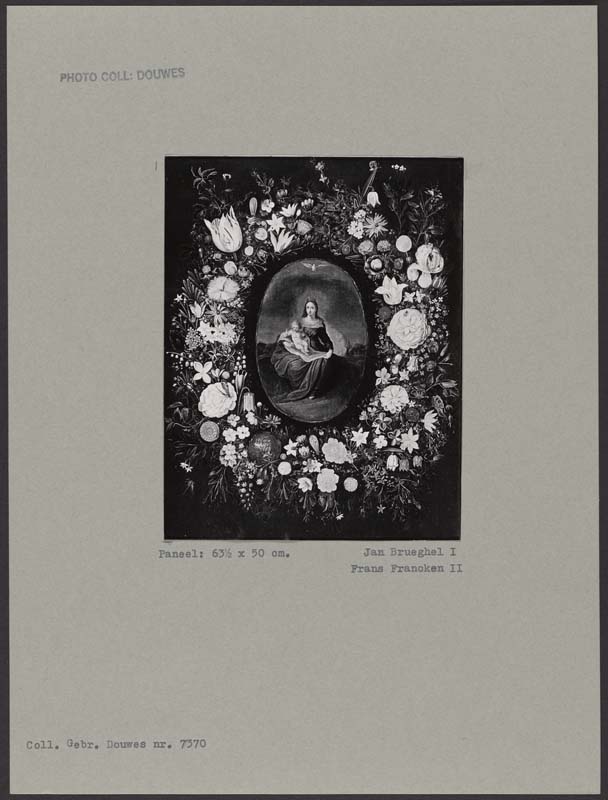 PHOTO COLL: DOUWES
Paneel: 63½ x 50 cm.
Jan Brueghel I
Frans Francken II
Coll. Gebr. Douwes nr. 7370